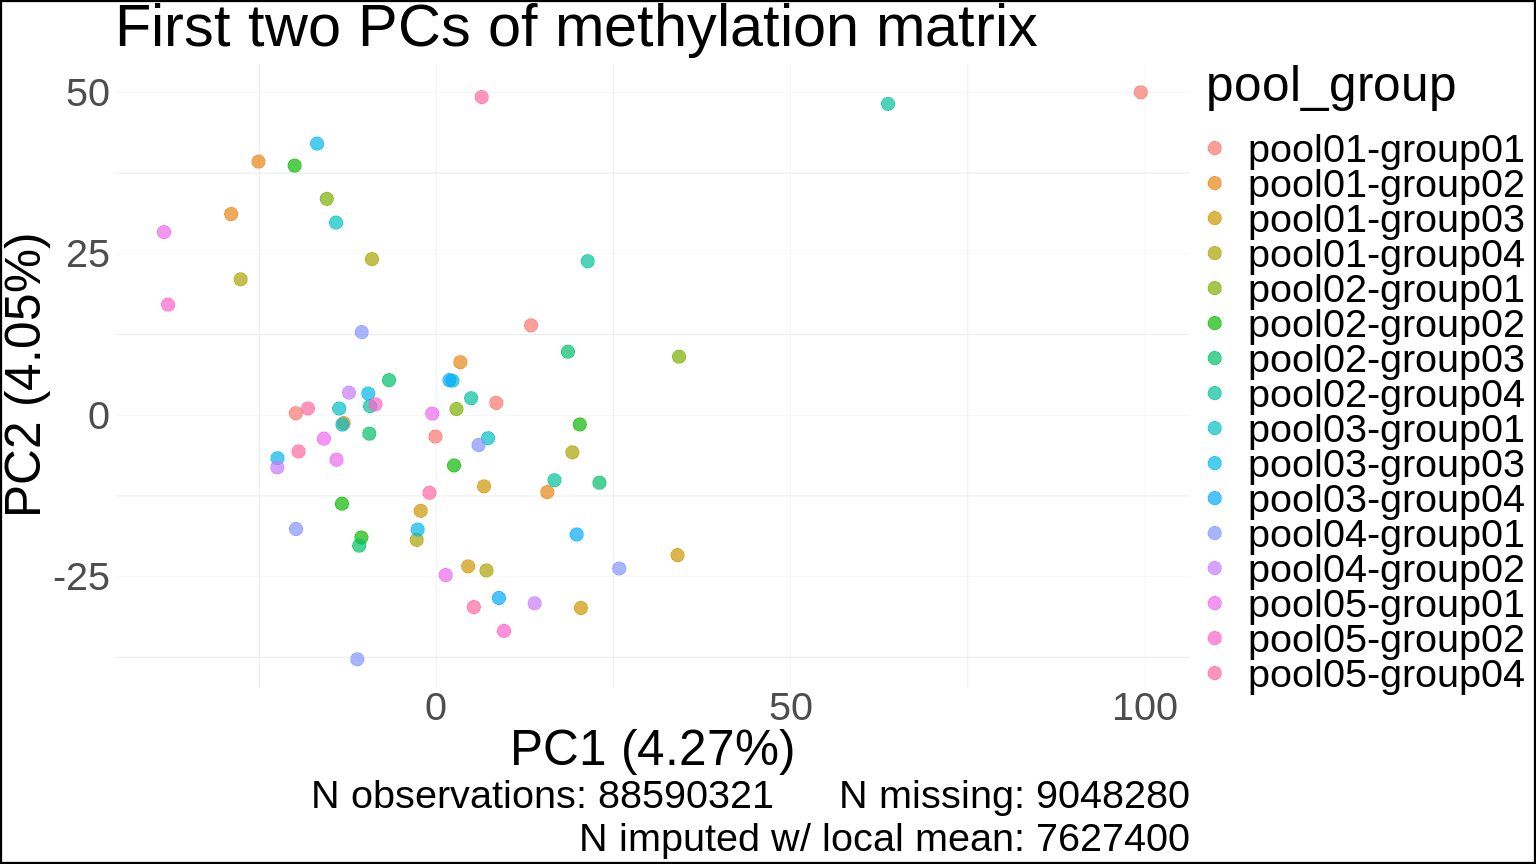 First two PCs of methylation matrix
50
25
0
-25
PC2 (4.05%)
0
50
100
PC1 (4.27%)
N observations: 88590321 N missing: 9048280
N imputed w/ local mean: 7627400
pool_group
pool01-group01
pool01-group02
pool01-group03
pool01-group04
pool02-group01
pool02-group02
pool02-group03
pool02-group04
pool03-group01
pool03-group03
pool03-group04
pool04-group01
pool04-group02
pool05-group01
pool05-group02
pool05-group04